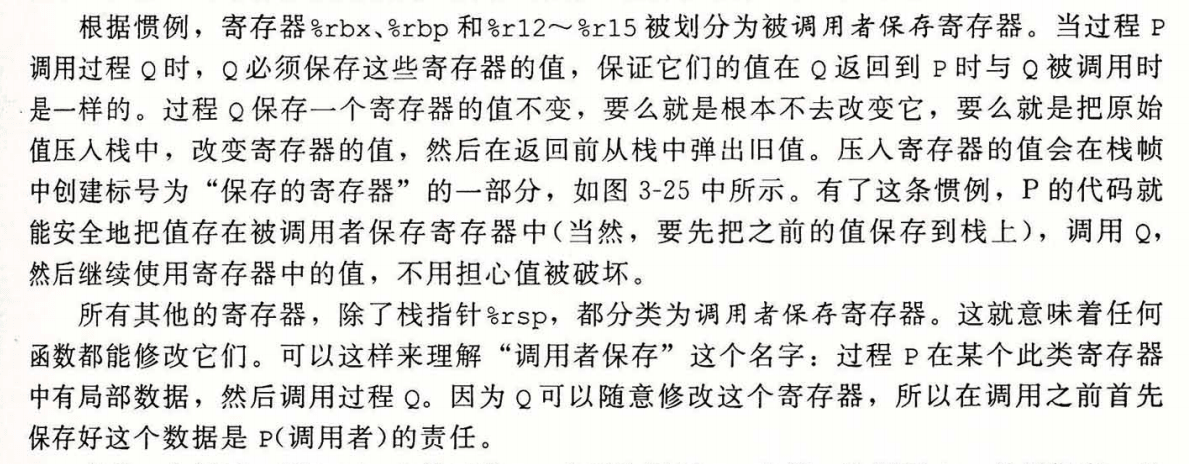 根据惯例，寄存器%rbx、%rbp 和%r12～%r15 被划分为被调用者保存寄存器。当过程 P
调用过程 Q 时，Q 必须保存这些寄存器的值，保证它们的值在 Q 返回到 P 时与 Q 被调用时
是一样的。过程 Q 保存一个寄存器的值不变，要么就是根本不去改变它，要么就是把原始
值压入栈中，改变寄存器的值，然后在返回前从栈中弹出旧值。压入寄存器的值会在栈帧
中创建标号为“保存的寄存器”的一部分，如图 3-25 中所示。有了这条惯例，P 的代码就
能安全地把值存在被调用者保存寄存器中(当然，要先把之前的值保存到栈上)，调用 Q，
然后继续使用寄存器中的值，不用担心值被破坏。
所有其他的寄存器，除了栈指针%rsp，都分类为调用者保存寄存器。这就意味着任何
函数都能修改它们。可以这样来理解“调用者保存”这个名字：过程 P 在某个此类寄存器
中有局部数据，然后调用过程 Q。因为 Q 可以随意修改这个寄存器，所以在调用之前首先
保存好这个数据是 P(调用者)的责任。